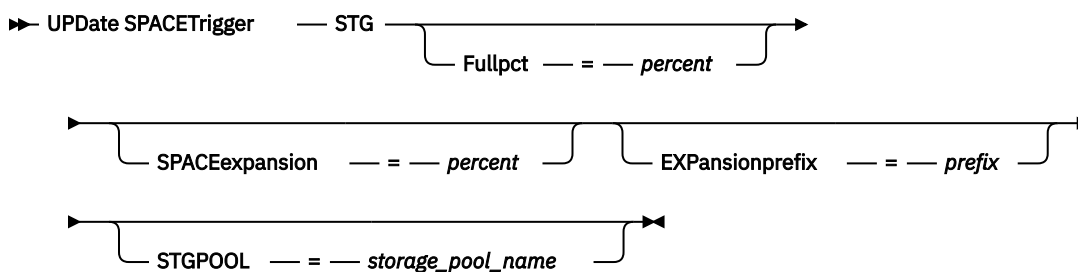 UPDate SPACETrigger STG
Fullpct = percent
SPACEexpansion = percent EXPansionprefix = prefix
STGPOOL = storage_pool_name